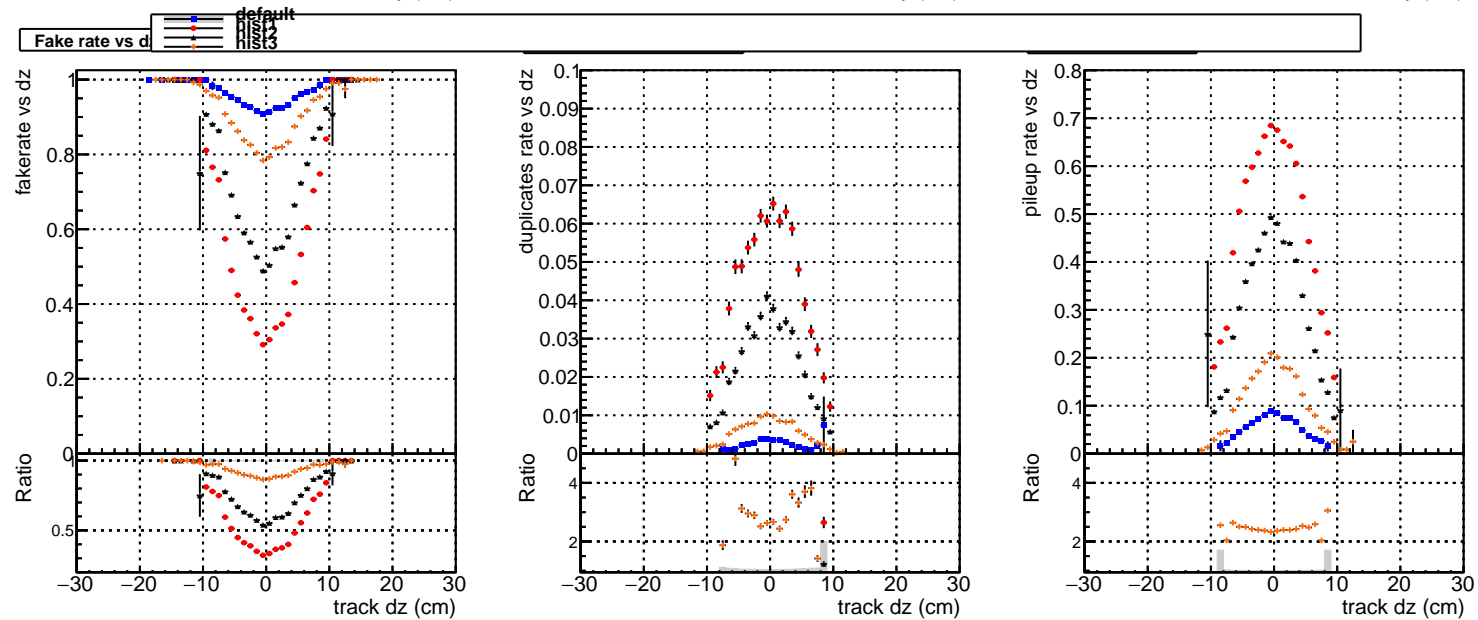 default
hist1
hist2
hist3
Fake rate vs dz
fakerate vs dz
1
0.8
0.6
0.4
0.2
0
Ratio
1
0.5
−30 −20 −10 0 10 20 30
track dz (cm)
duplicates rate vs dz
0.1
0.09
0.08
0.07
0.06
0.05
0.04
0.03
0.02
0.01
0
Ratio
4
2
−30 −20 −10 0 10 20 30
track dz (cm)
pileup rate vs dz
0.8
0.7
0.6
0.5
0.4
0.3
0.2
0.1
0
Ratio
4
2
−30 −20 −10 0 10 20 30
track dz (cm)